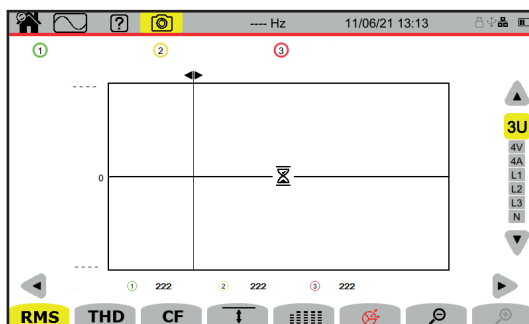 ? ---- Hz 11/06/21 13:13
1 2 3
----
3U
4V
4A
0
L1
L2
L3
N
----
1 222 2 222 3 222
RMS THD CF